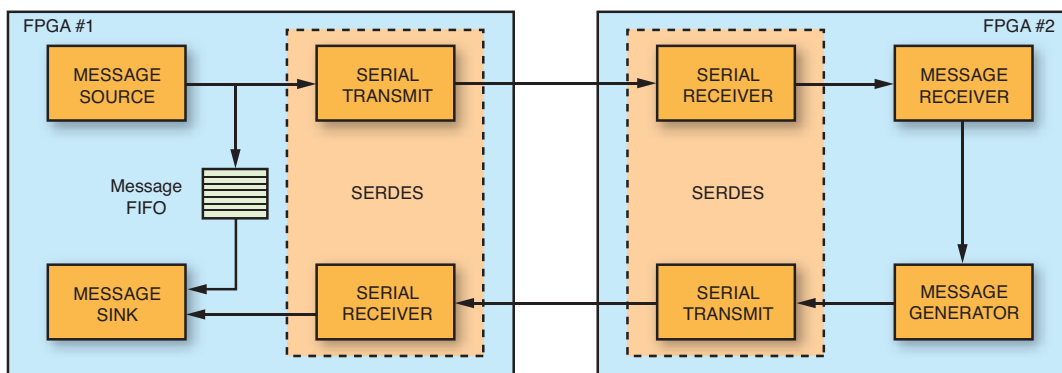 FPGA #1
MESSAGE
SOURCE
SERIAL
TRANSMIT
Message
FIFO
SERDES
MESSAGE
SINK
SERIAL
RECEIVER
FPGA #2
SERIAL
RECEIVER
MESSAGE
RECEIVER
SERDES
SERIAL
TRANSMIT
MESSAGE
GENERATOR